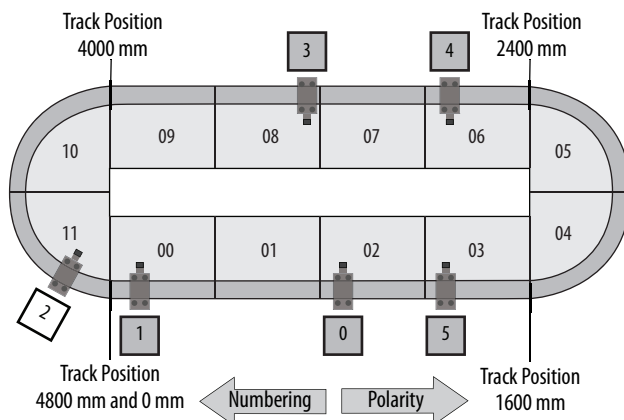 Track Position
4000 mm
3
4
Track Position
2400 mm
10
09
08
07
06
05
11
00
01
02
03
04
2
1
0
5
Track Position
4800 mm and 0 mm
Numbering
Polarity
Track Position
1600 mm